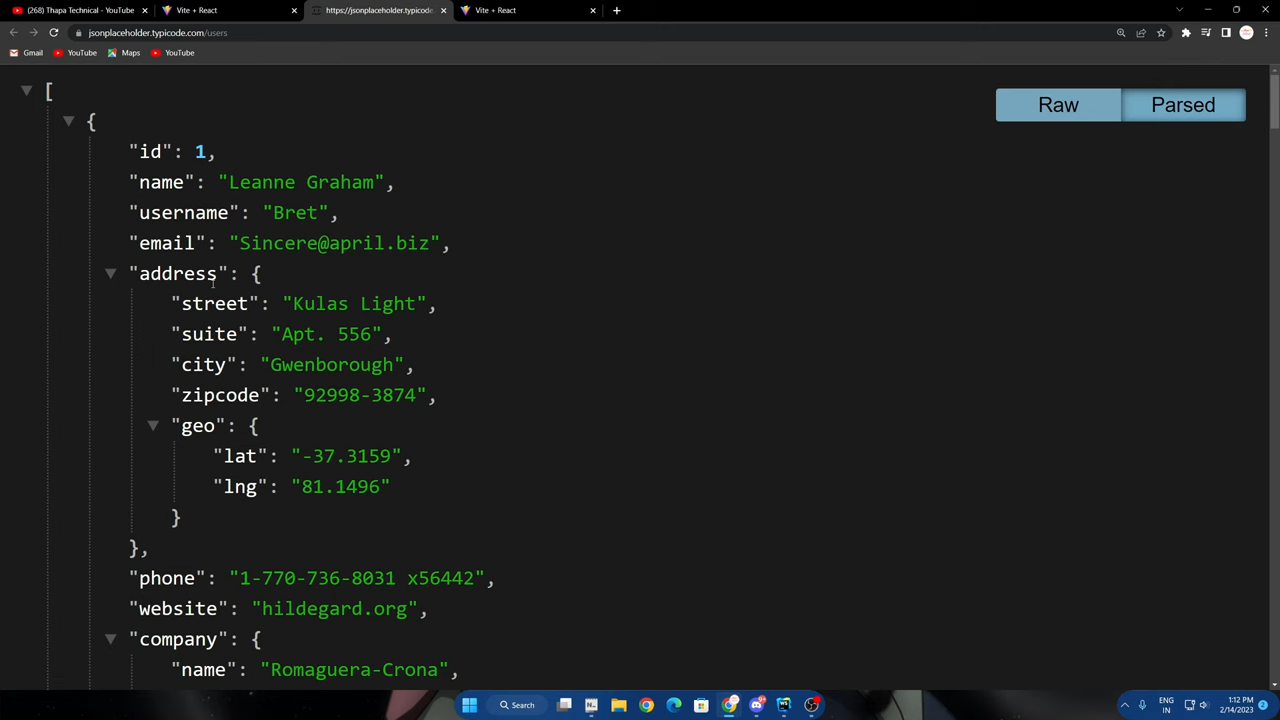 (268) Thapa Technical - YouTube
Vite + React
https://jsonplaceholder.typicode
Vite + React
jsonplaceholder.typicode.com/users
Gmail
YouTube
Maps
YouTube
Raw
Parsed
[
{
"id": 1,
"name": "Leanne Graham",
"username": "Bret",
"email": "Sincere@april.biz",
"address": {
"street": "Kulas Light",
"suite": "Apt. 556",
"city": "Gwenborough",
"zipcode": "92998-3874",
"geo": {
"lat": "-37.3159",
"lng": "81.1496"
}
},
"phone": "1-770-736-8031 x56442",
"website": "hildegard.org",
"company": {
"name": "Romaguera-Crona",
Search
ENG
IN
1:12 PM
2/14/2023